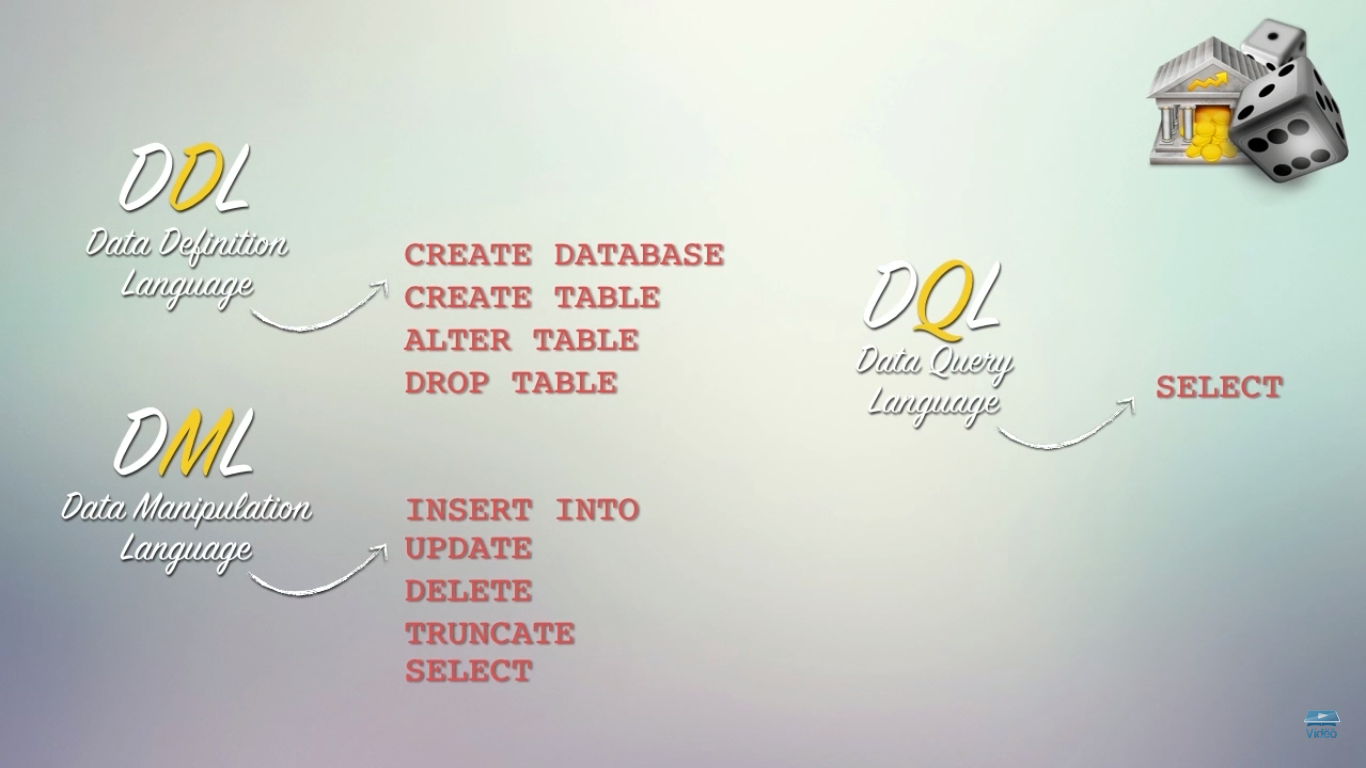 DDL
Data Definition
Language
CREATE DATABASE
CREATE TABLE
ALTER TABLE
DROP TABLE
DML
Data Manipulation
Language
INSERT INTO
UPDATE
DELETE
TRUNCATE
SELECT
DQL
Data Query
Language
SELECT
Vídeo